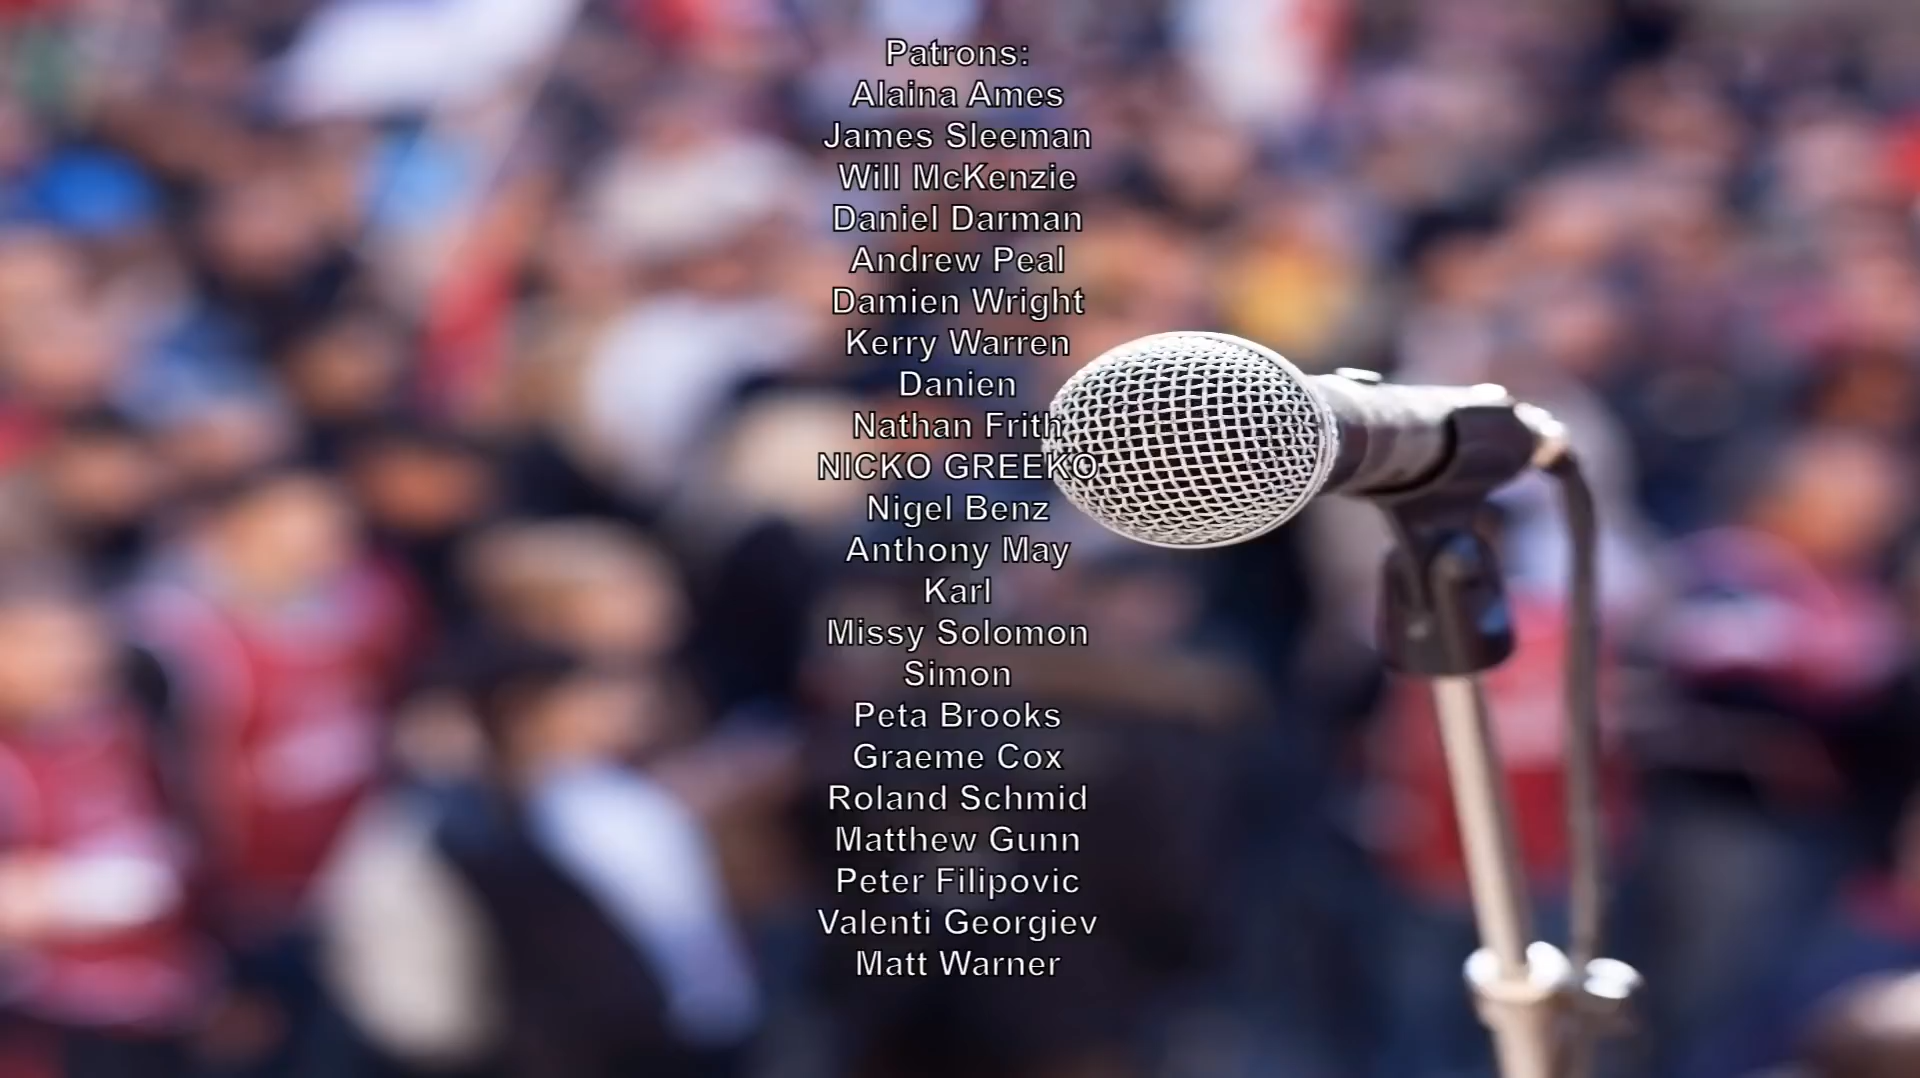 Patrons:
Alaina Ames
James Sleeman
Will McKenzie
Daniel Darman
Andrew Peal
Damien Wright
Kerry Warren
Danien
Nathan Frith
NICKO GREEKO
Nigel Benz
Anthony May
Karl
Missy Solomon
Simon
Peta Brooks
Graeme Cox
Roland Schmid
Matthew Gunn
Peter Filipovic
Valenti Georgiev
Matt Warner